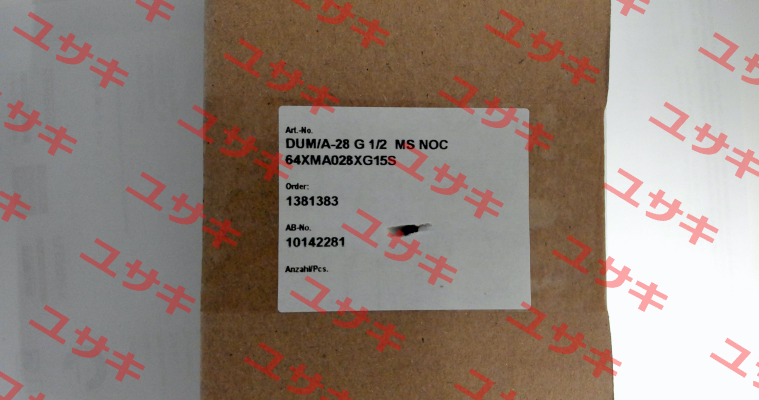 Art.-No.
DUM/A-28 G 1/2 MS NOC
64XMA028XG15S
Order:
1381383
AB-No.
10142281
Anzahl/Pcs.
ユサキ